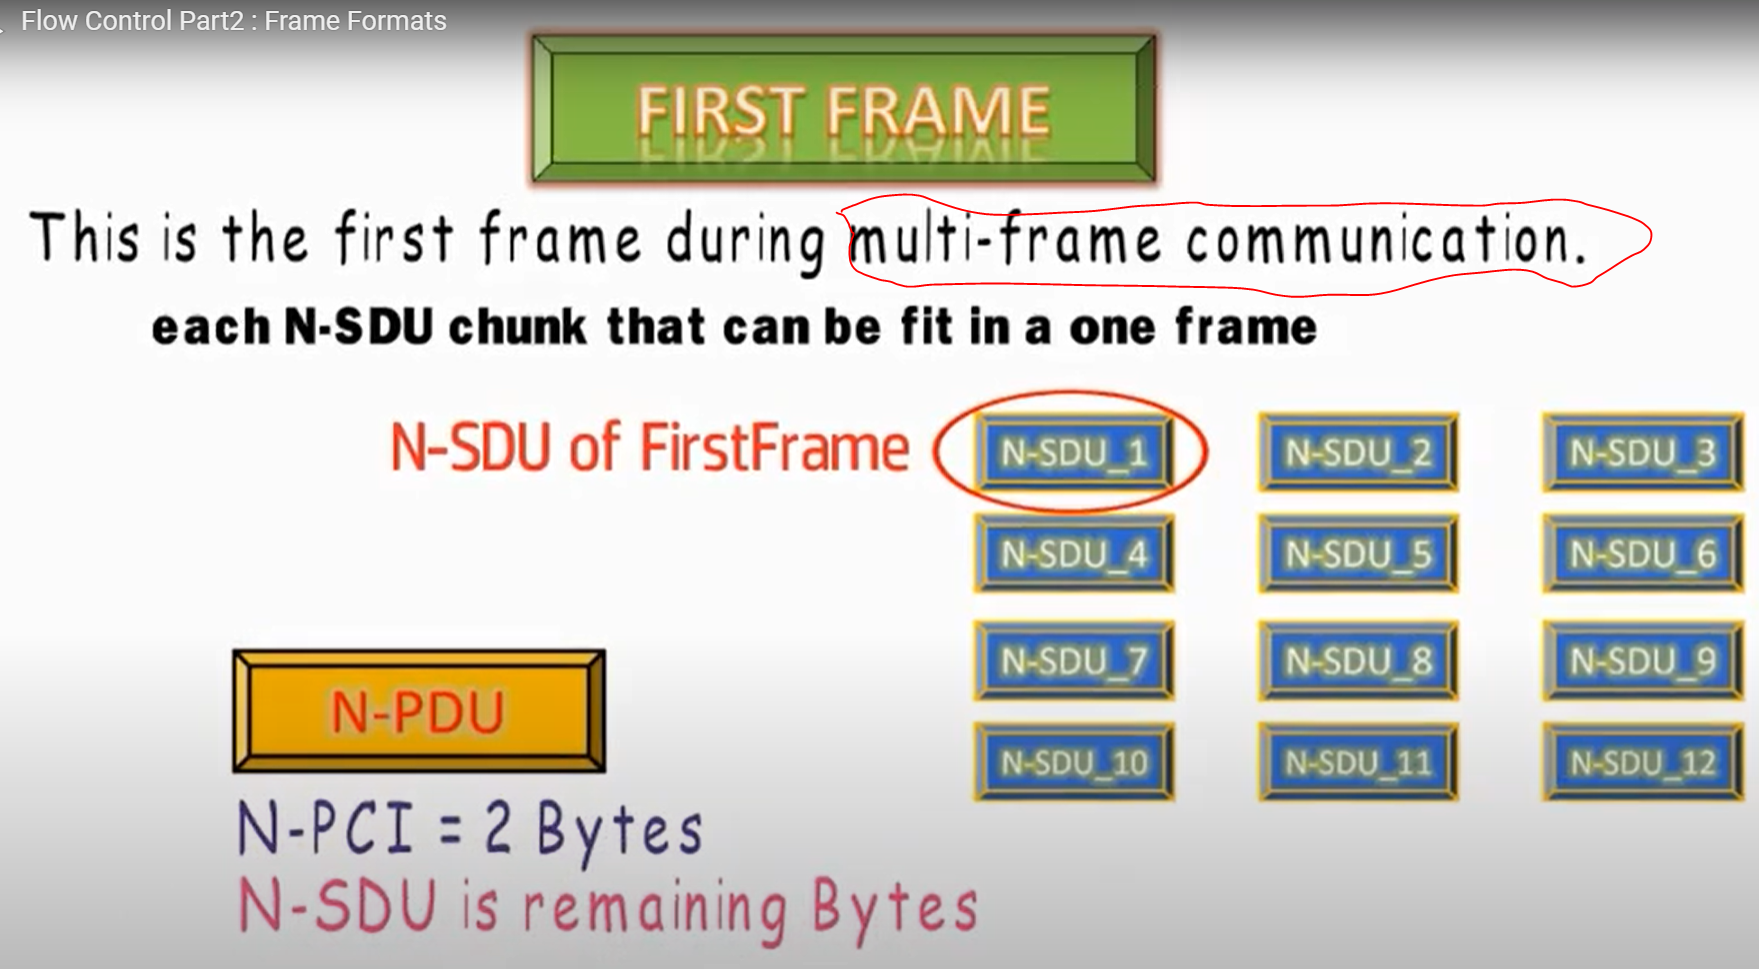 Flow Control Part2 : Frame Formats
FIRST FRAME
This is the first frame during multi-frame communication.
each N-SDU chunk that can be fit in a one frame
N-SDU of FirstFrame
N-SDU_1 N-SDU_2 N-SDU_3
N-SDU_4 N-SDU_5 N-SDU_6
N-SDU_7 N-SDU_8 N-SDU_9
N-SDU_10 N-SDU_11 N-SDU_12
N-PDU
N-PCI = 2 Bytes
N-SDU is remaining Bytes